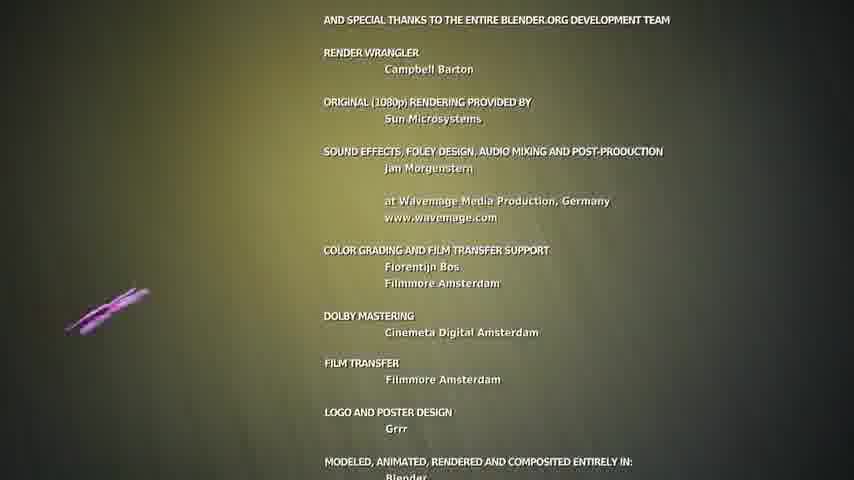 AND SPECIAL THANKS TO THE ENTIRE BLENDER.ORG DEVELOPMENT TEAM
RENDER WRANGLER
Campbell Barton
ORIGINAL (1080p) RENDERING PROVIDED BY
Sun Microsystems
SOUND EFFECTS, FOLEY DESIGN, AUDIO MIXING AND POST-PRODUCTION
Jan Morgenstern
at Wavemage Media Production, Germany
www.wavemage.com
COLOR GRADING AND FILM TRANSFER SUPPORT
Florentijn Bos
Filmmore Amsterdam
DOLBY MASTERING
Cinemeta Digital Amsterdam
FILM TRANSFER
Filmmore Amsterdam
LOGO AND POSTER DESIGN
Grrr
MODELED, ANIMATED, RENDERED AND COMPOSITED ENTIRELY IN:
Blender